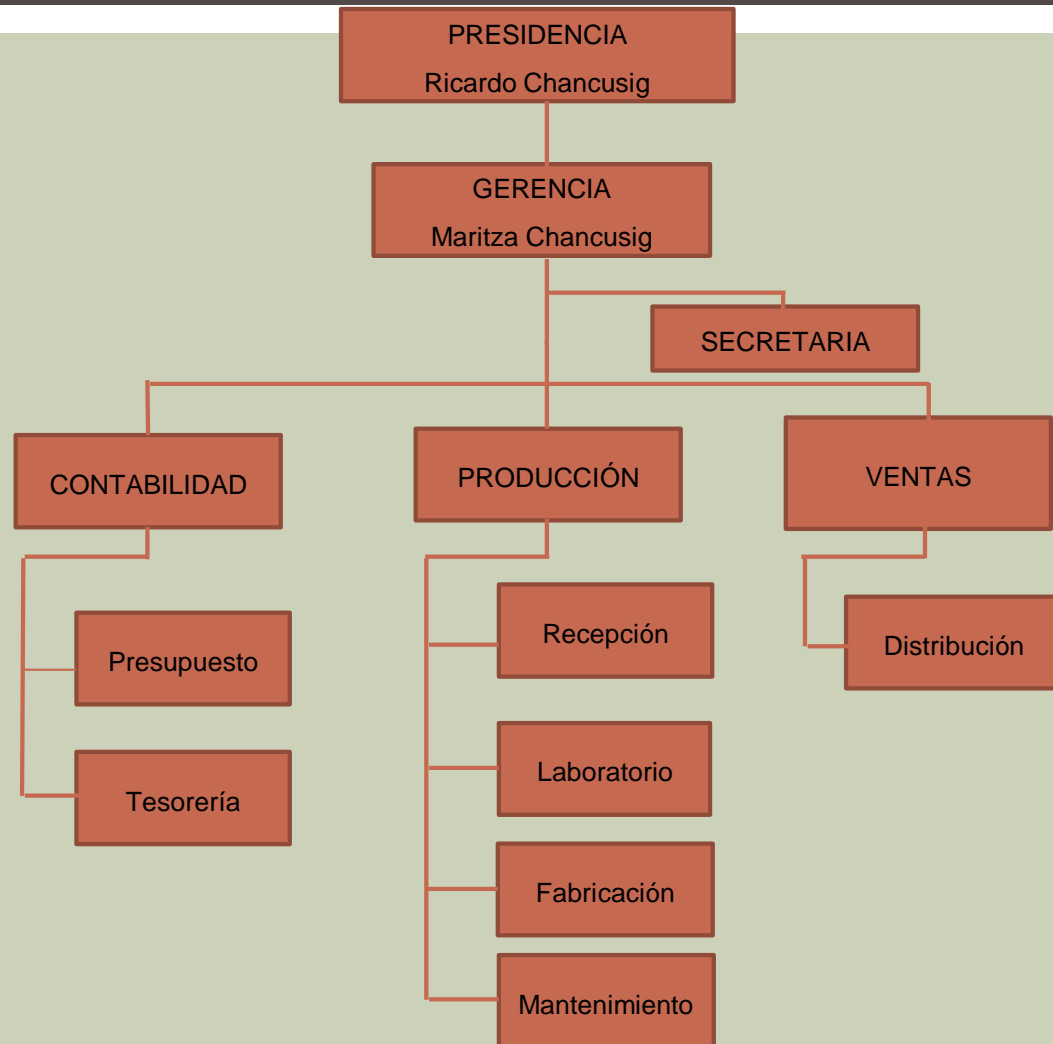 PRESIDENCIA
Ricardo Chancusig
GERENCIA
Maritza Chancusig
SECRETARIA
CONTABILIDAD
PRODUCCIÓN
VENTAS
Presupuesto
Tesorería
Recepción
Laboratorio
Fabricación
Mantenimiento
Distribución